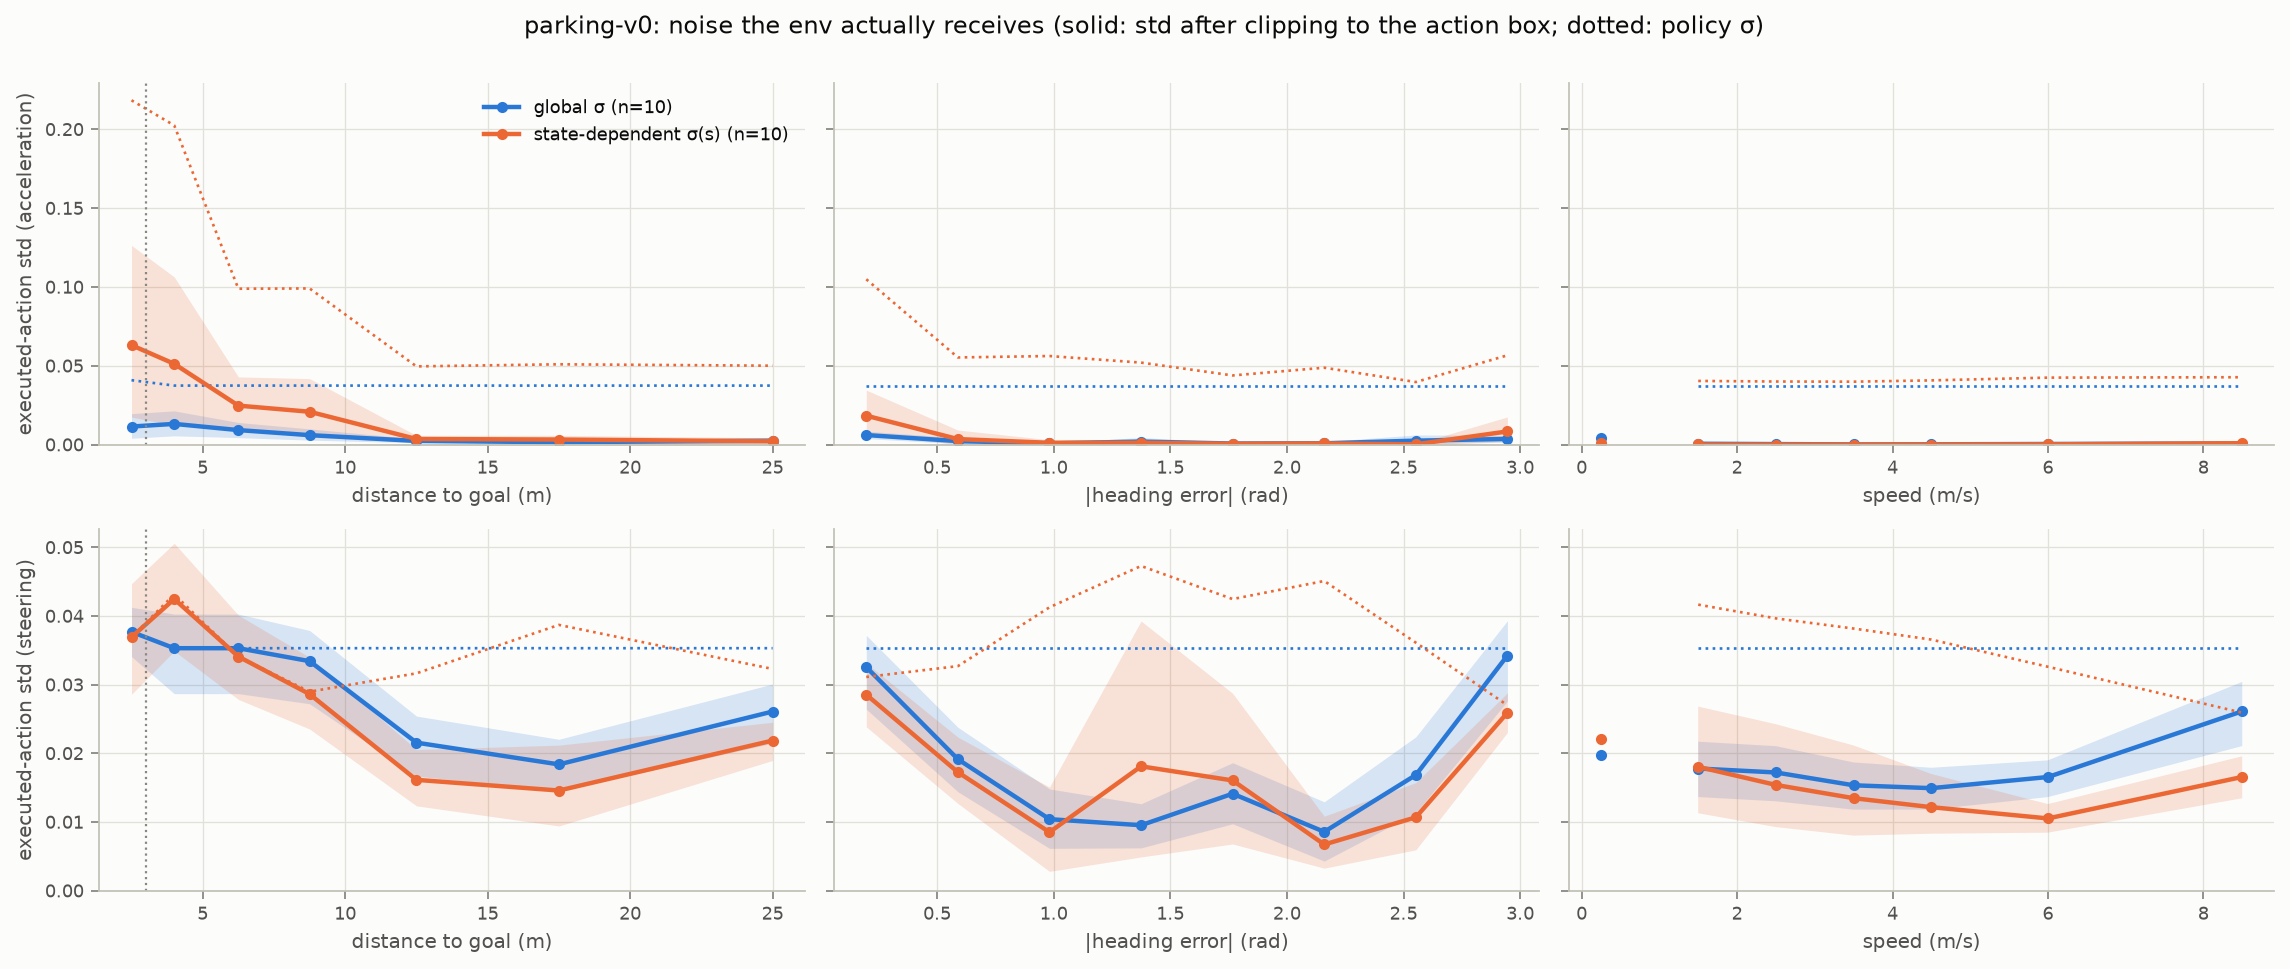 parking-v0: noise the env actually receives (solid: std after clipping to the action box; dotted: policy σ)
executed-action std (acceleration)
0.20
0.15
0.10
0.05
0.00
global σ (n=10)
state-dependent σ(s) (n=10)
5 10 15 20 25
distance to goal (m)
0.5 1.0 1.5 2.0 2.5 3.0
|heading error| (rad)
0 2 4 6 8
speed (m/s)
executed-action std (steering)
0.05
0.04
0.03
0.02
0.01
0.00
5 10 15 20 25
distance to goal (m)
0.5 1.0 1.5 2.0 2.5 3.0
|heading error| (rad)
0 2 4 6 8
speed (m/s)